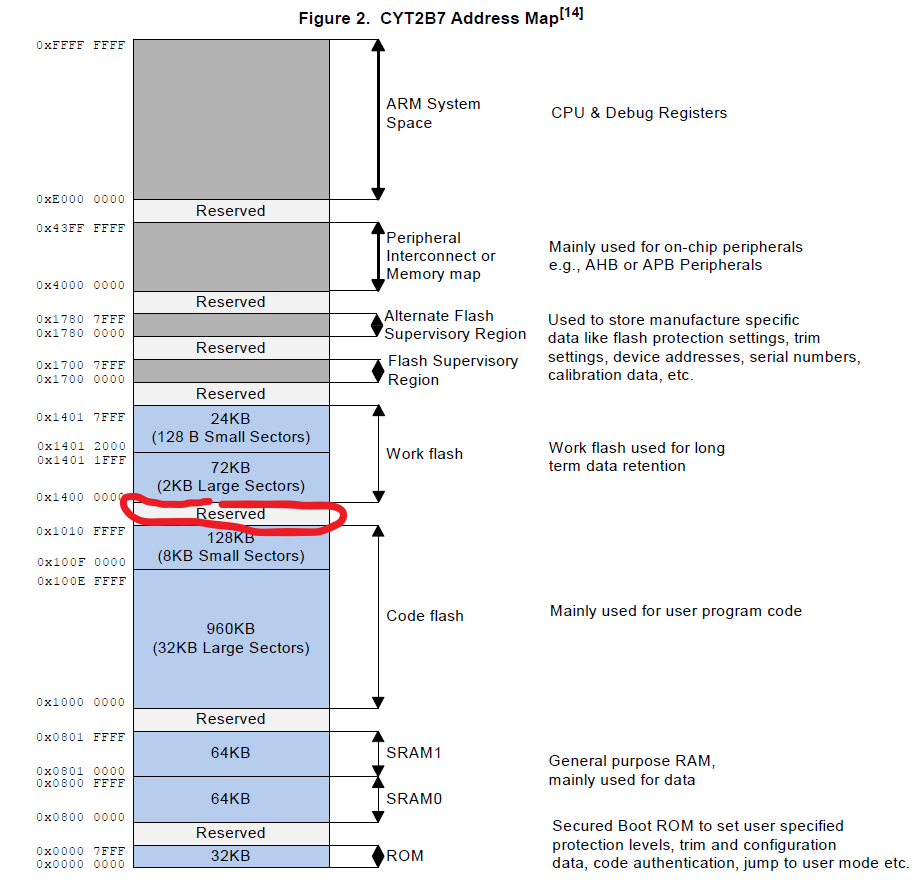 Figure 2. CYT2B7 Address Map[14]
0xFFFF FFFF
ARM System
Space
CPU & Debug Registers
0xE000 0000
Reserved
0x43FF FFFF
Peripheral
Interconnect or
Memory map
Mainly used for on-chip peripherals
e.g., AHB or APB Peripherals
0x4000 0000
Reserved
0x1780 7FFF
0x1780 0000
Alternate Flash
Supervisory Region
Used to store manufacture specific
data like flash protection settings, trim
settings, device addresses, serial numbers,
calibration data, etc.
Reserved
0x1700 7FFF
0x1700 0000
Flash Supervisory
Region
Reserved
0x1401 7FFF
24KB
(128 B Small Sectors)
0x1401 2000
0x1401 1FFF
72KB
(2KB Large Sectors)
Work flash
Work flash used for long
term data retention
0x1400 0000
Reserved
0x1010 FFFF
128KB
(8KB Small Sectors)
0x100F 0000
0x100E FFFF
960KB
(32KB Large Sectors)
Code flash
Mainly used for user program code
0x1000 0000
Reserved
0x0801 FFFF
64KB
SRAM1
0x0801 0000
0x0800 FFFF
64KB
SRAM0
General purpose RAM,
mainly used for data
0x0800 0000
Reserved
0x0000 7FFF
0x0000 0000
32KB
ROM
Secured Boot ROM to set user specified
protection levels, trim and configuration
data, code authentication, jump to user mode etc.